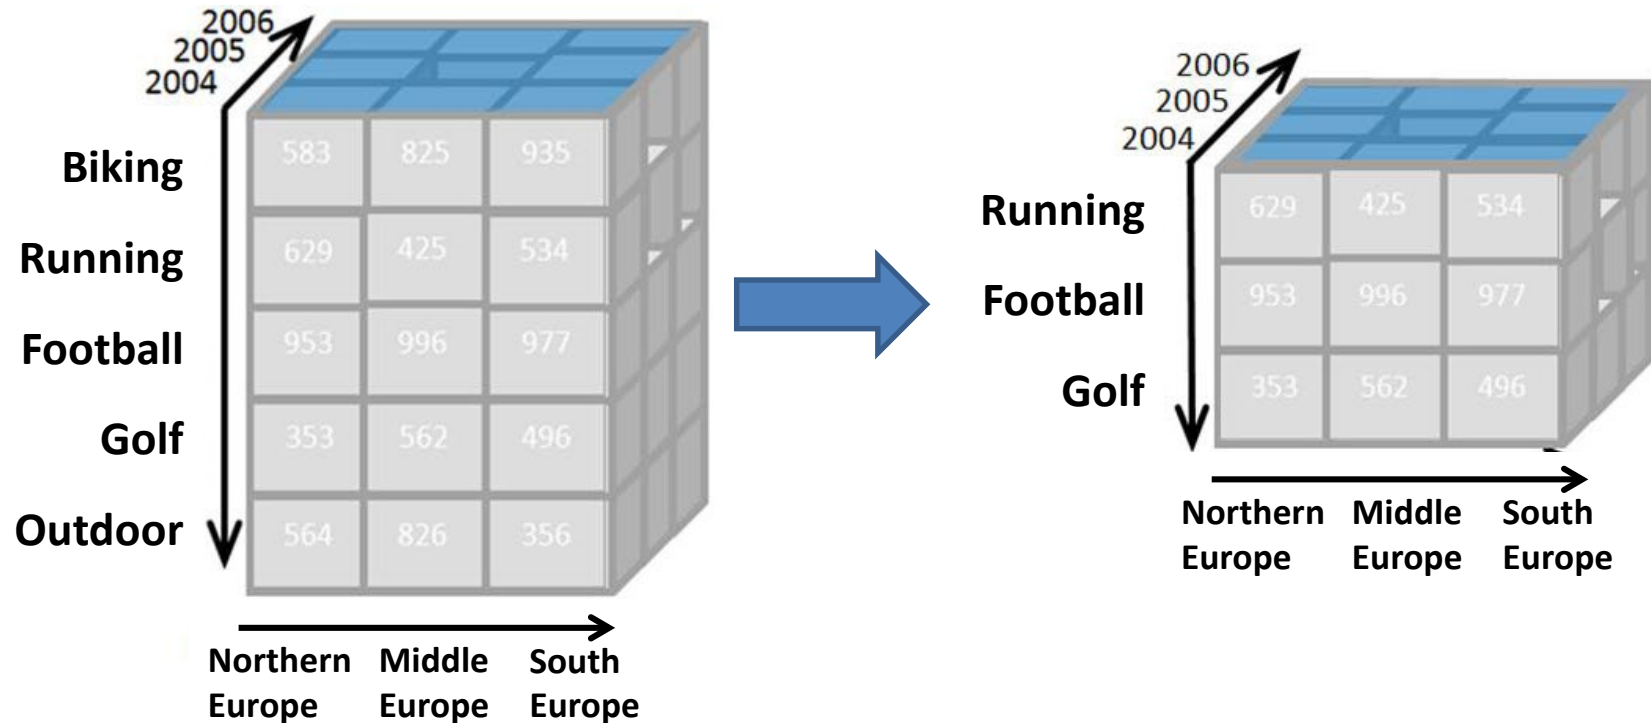 2006
2005
2004
Biking
Running
Football
Golf
Outdoor
583 825 935
629 425 534
953 996 977
353 562 496
564 826 356
Northern Middle South
Europe Europe Europe
2006
2005
2004
Running
Football
Golf
629 425 534
953 996 977
353 562 496
Northern Middle South
Europe Europe Europe